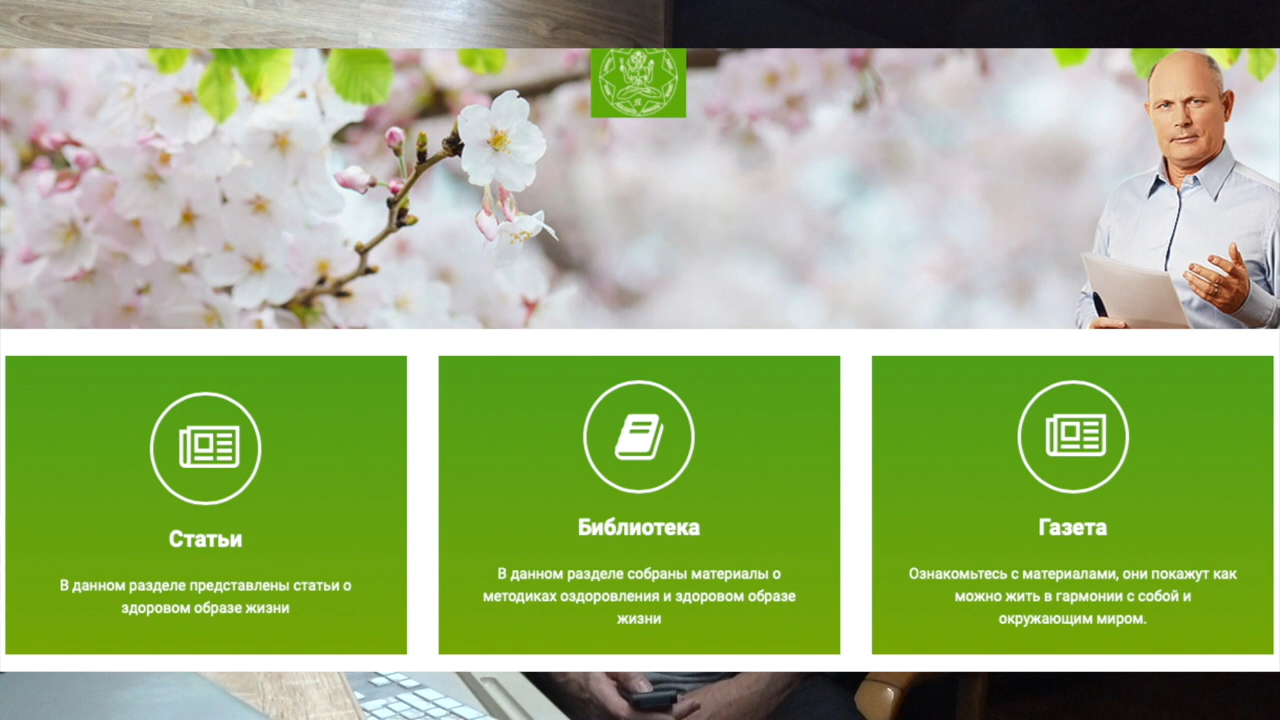 Статьи
В данном разделе представлены статьи о
здоровом образе жизни
Библиотека
В данном разделе собраны материалы о
методиках оздоровления и здоровом образе
жизни
Газета
Ознакомьтесь с материалами, они покажут как
можно жить в гармонии с собой и
окружающим миром.